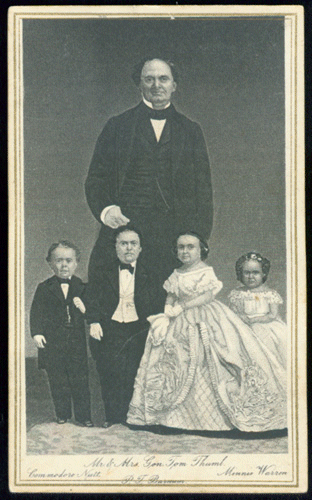 Mr. & Mrs. Gen. Tom Thumb.
Commodore Nutt. Minnie Warren
P. T. Barnum